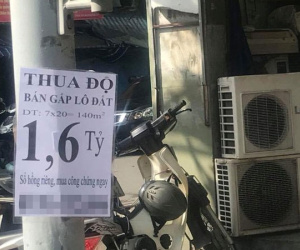 THUA ĐỘ
BÁN GẤP LÔ ĐẤT
DT: 7x20= 140m²
1,6 Tỷ
Sổ hồng riêng, mua công chứng ngay